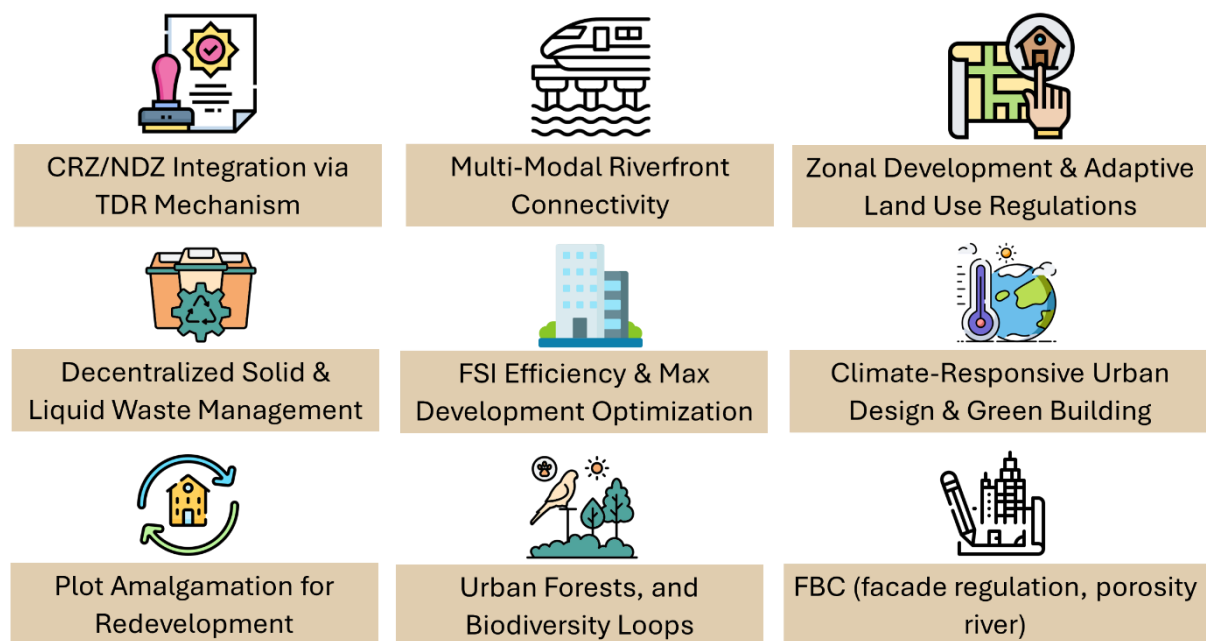 CRZ/NDZ Integration via
TDR Mechanism
Multi-Modal Riverfront
Connectivity
Zonal Development & Adaptive
Land Use Regulations
Decentralized Solid &
Liquid Waste Management
FSI Efficiency & Max
Development Optimization
Climate-Responsive Urban
Design & Green Building
Plot Amalgamation for
Redevelopment
Urban Forests, and
Biodiversity Loops
FBC (facade regulation, porosity
river)